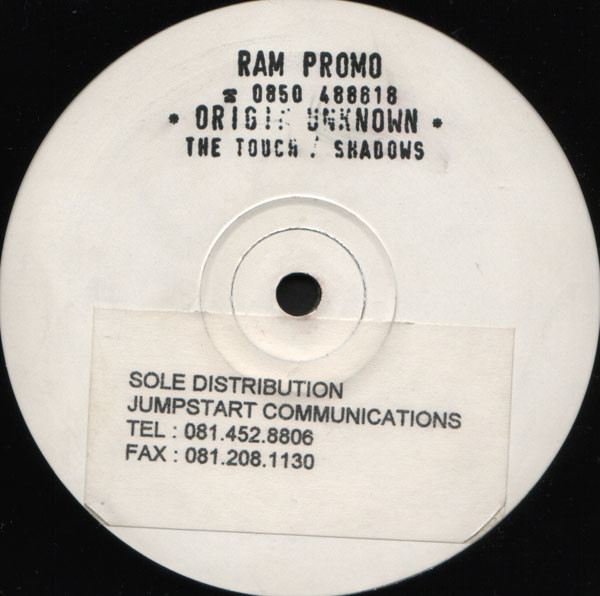 RAM PROMO
☎ 0850 488618
* ORIGIN UNKNOWN *
THE TOUCH / SHADOWS
SOLE DISTRIBUTION
JUMPSTART COMMUNICATIONS
TEL : 081.452.8806
FAX : 081.208.1130